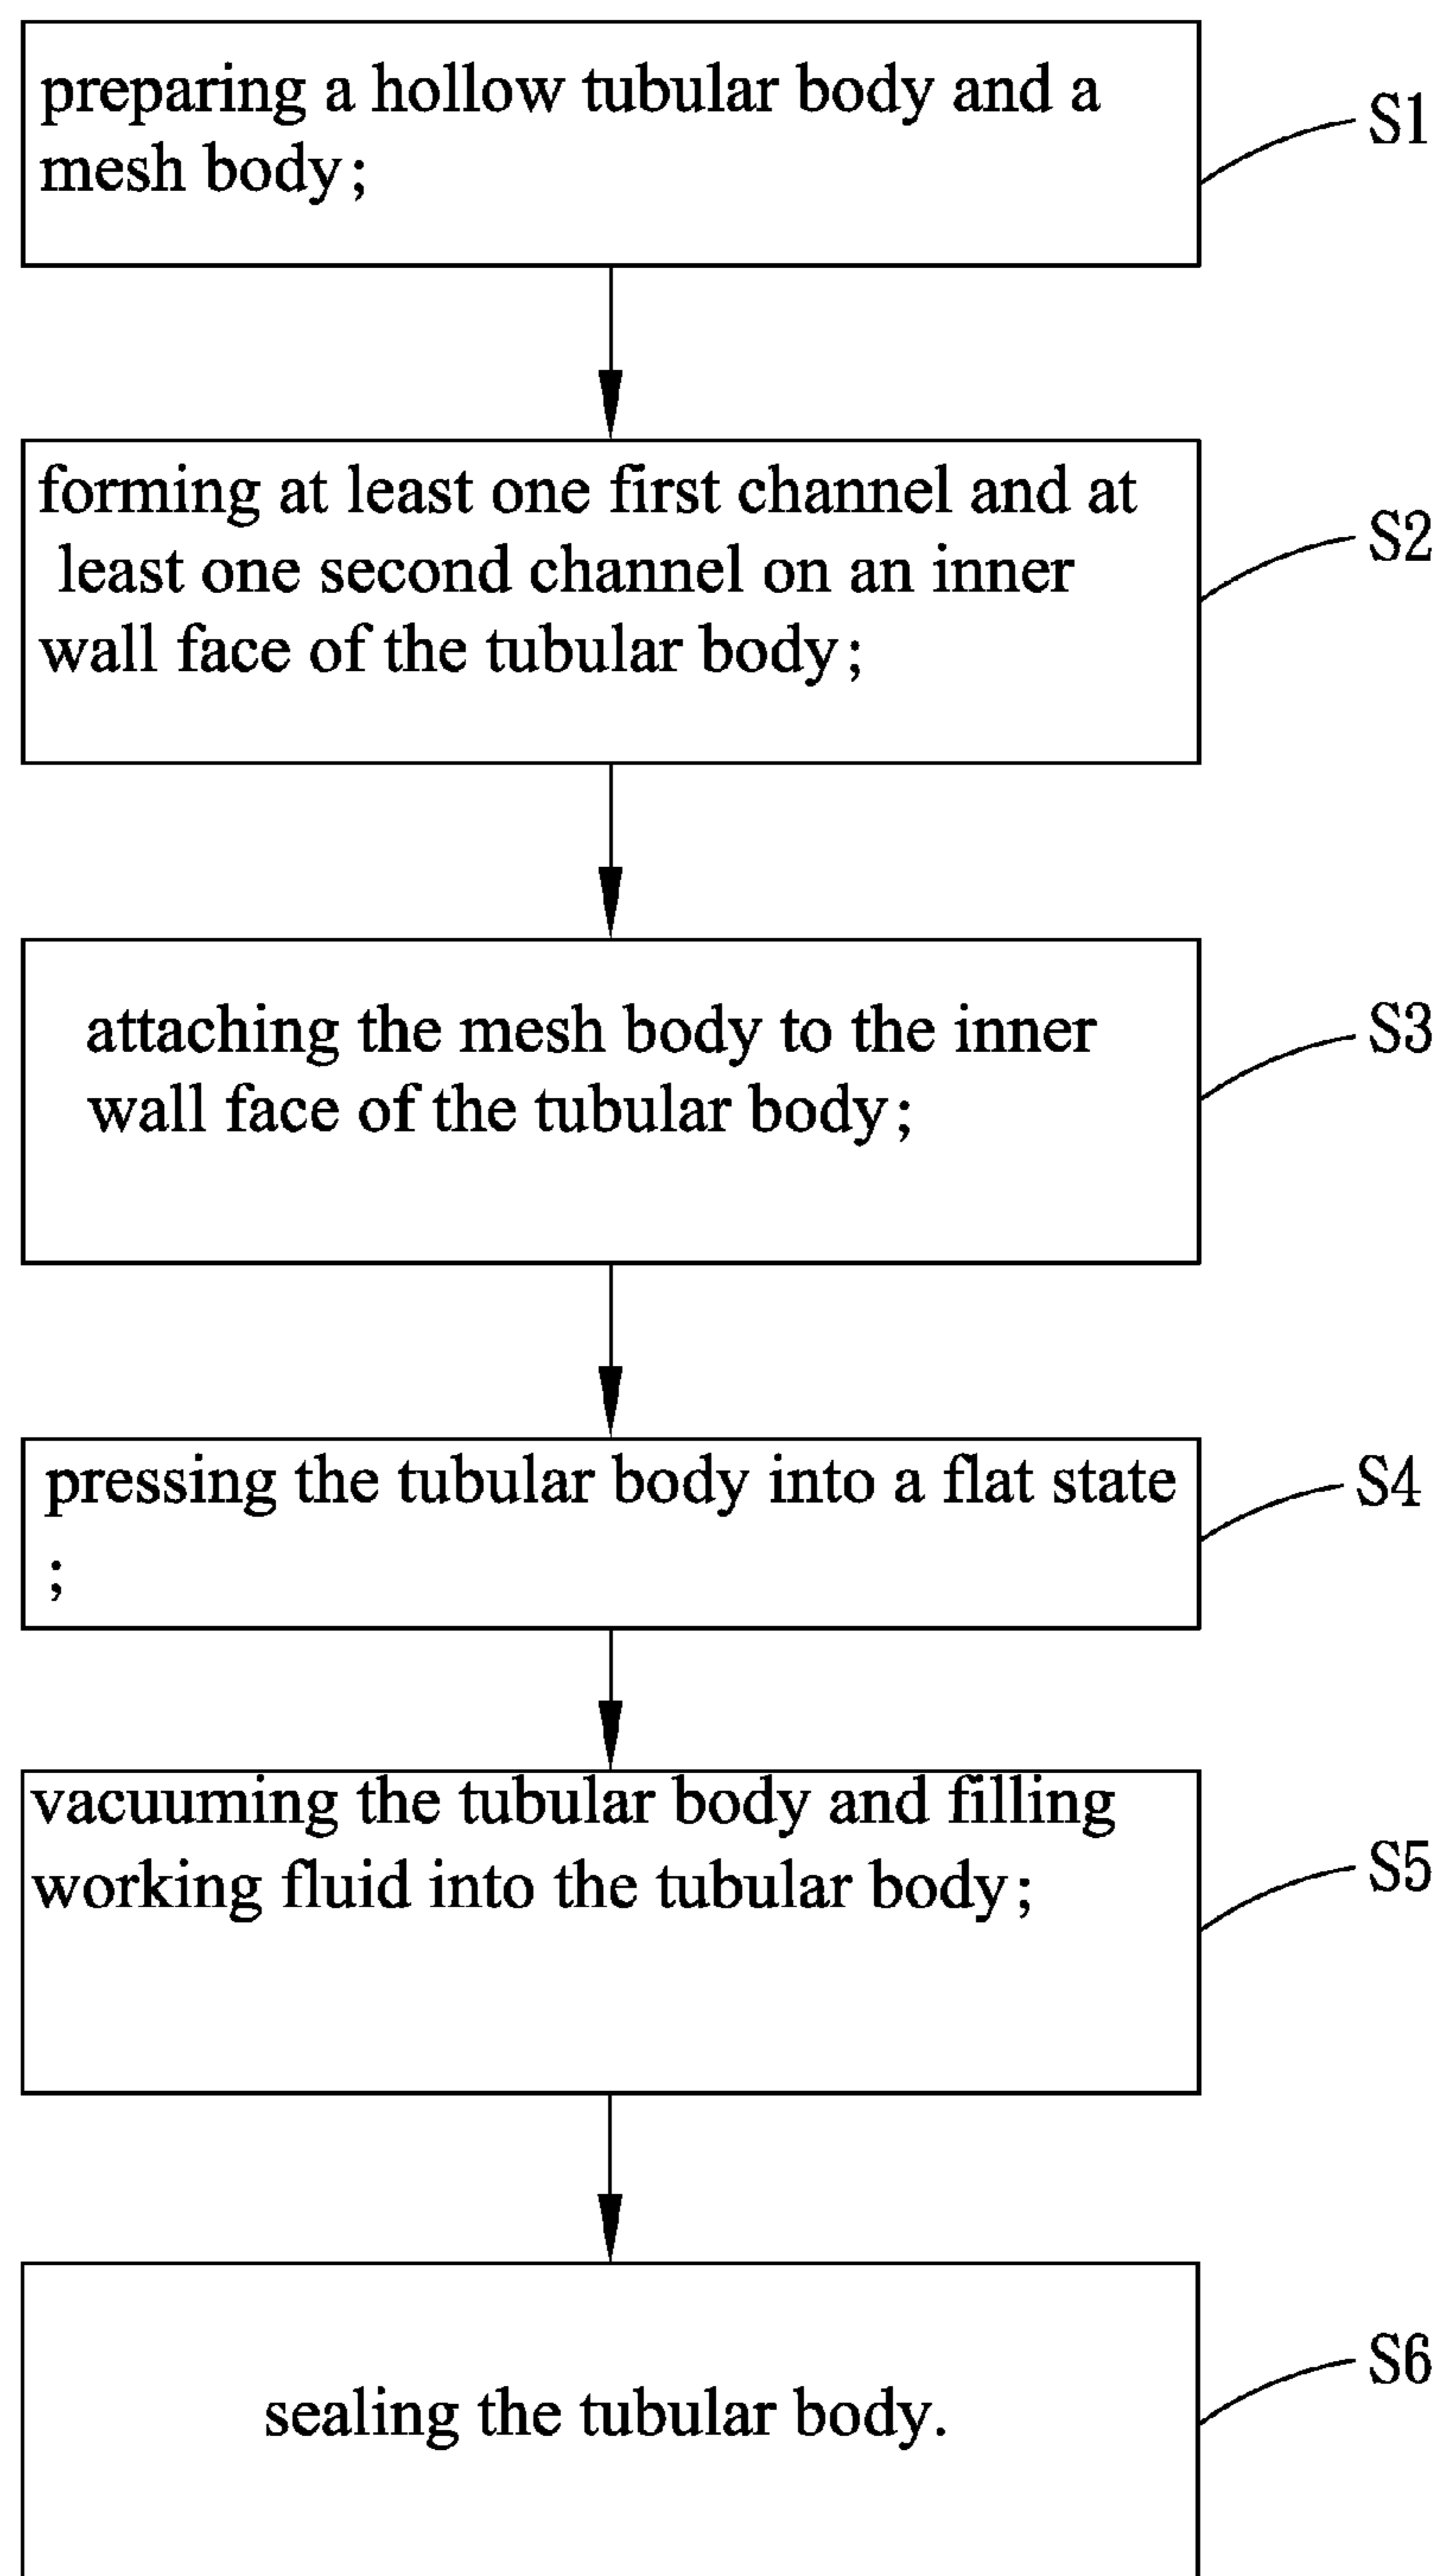 preparing a hollow tubular body and a
mesh body;
S1
forming at least one first channel and at
least one second channel on an inner
wall face of the tubular body;
S2
attaching the mesh body to the inner
wall face of the tubular body;
S3
pressing the tubular body into a flat state
;
S4
vacuuming the tubular body and filling
working fluid into the tubular body;
S5
sealing the tubular body.
S6